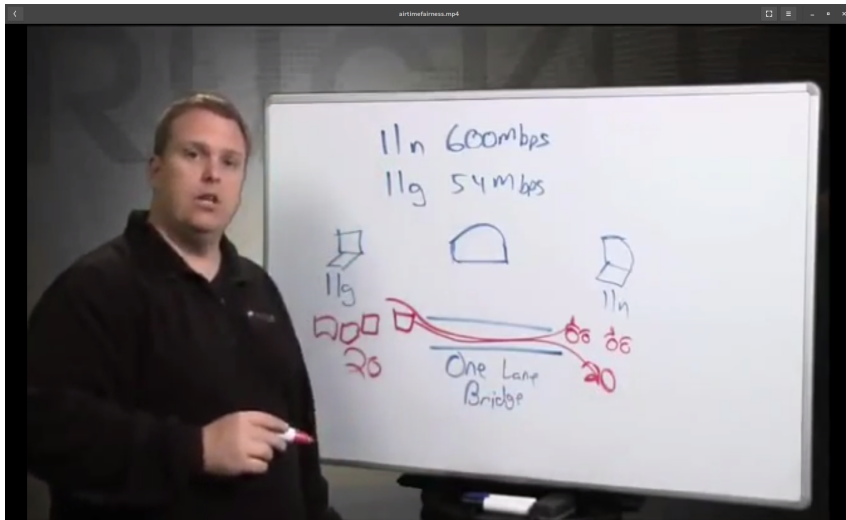 airtimefairness.mp4
11n 600mbps
11g 54mbps
11g
11n
20
20
One Lane
Bridge